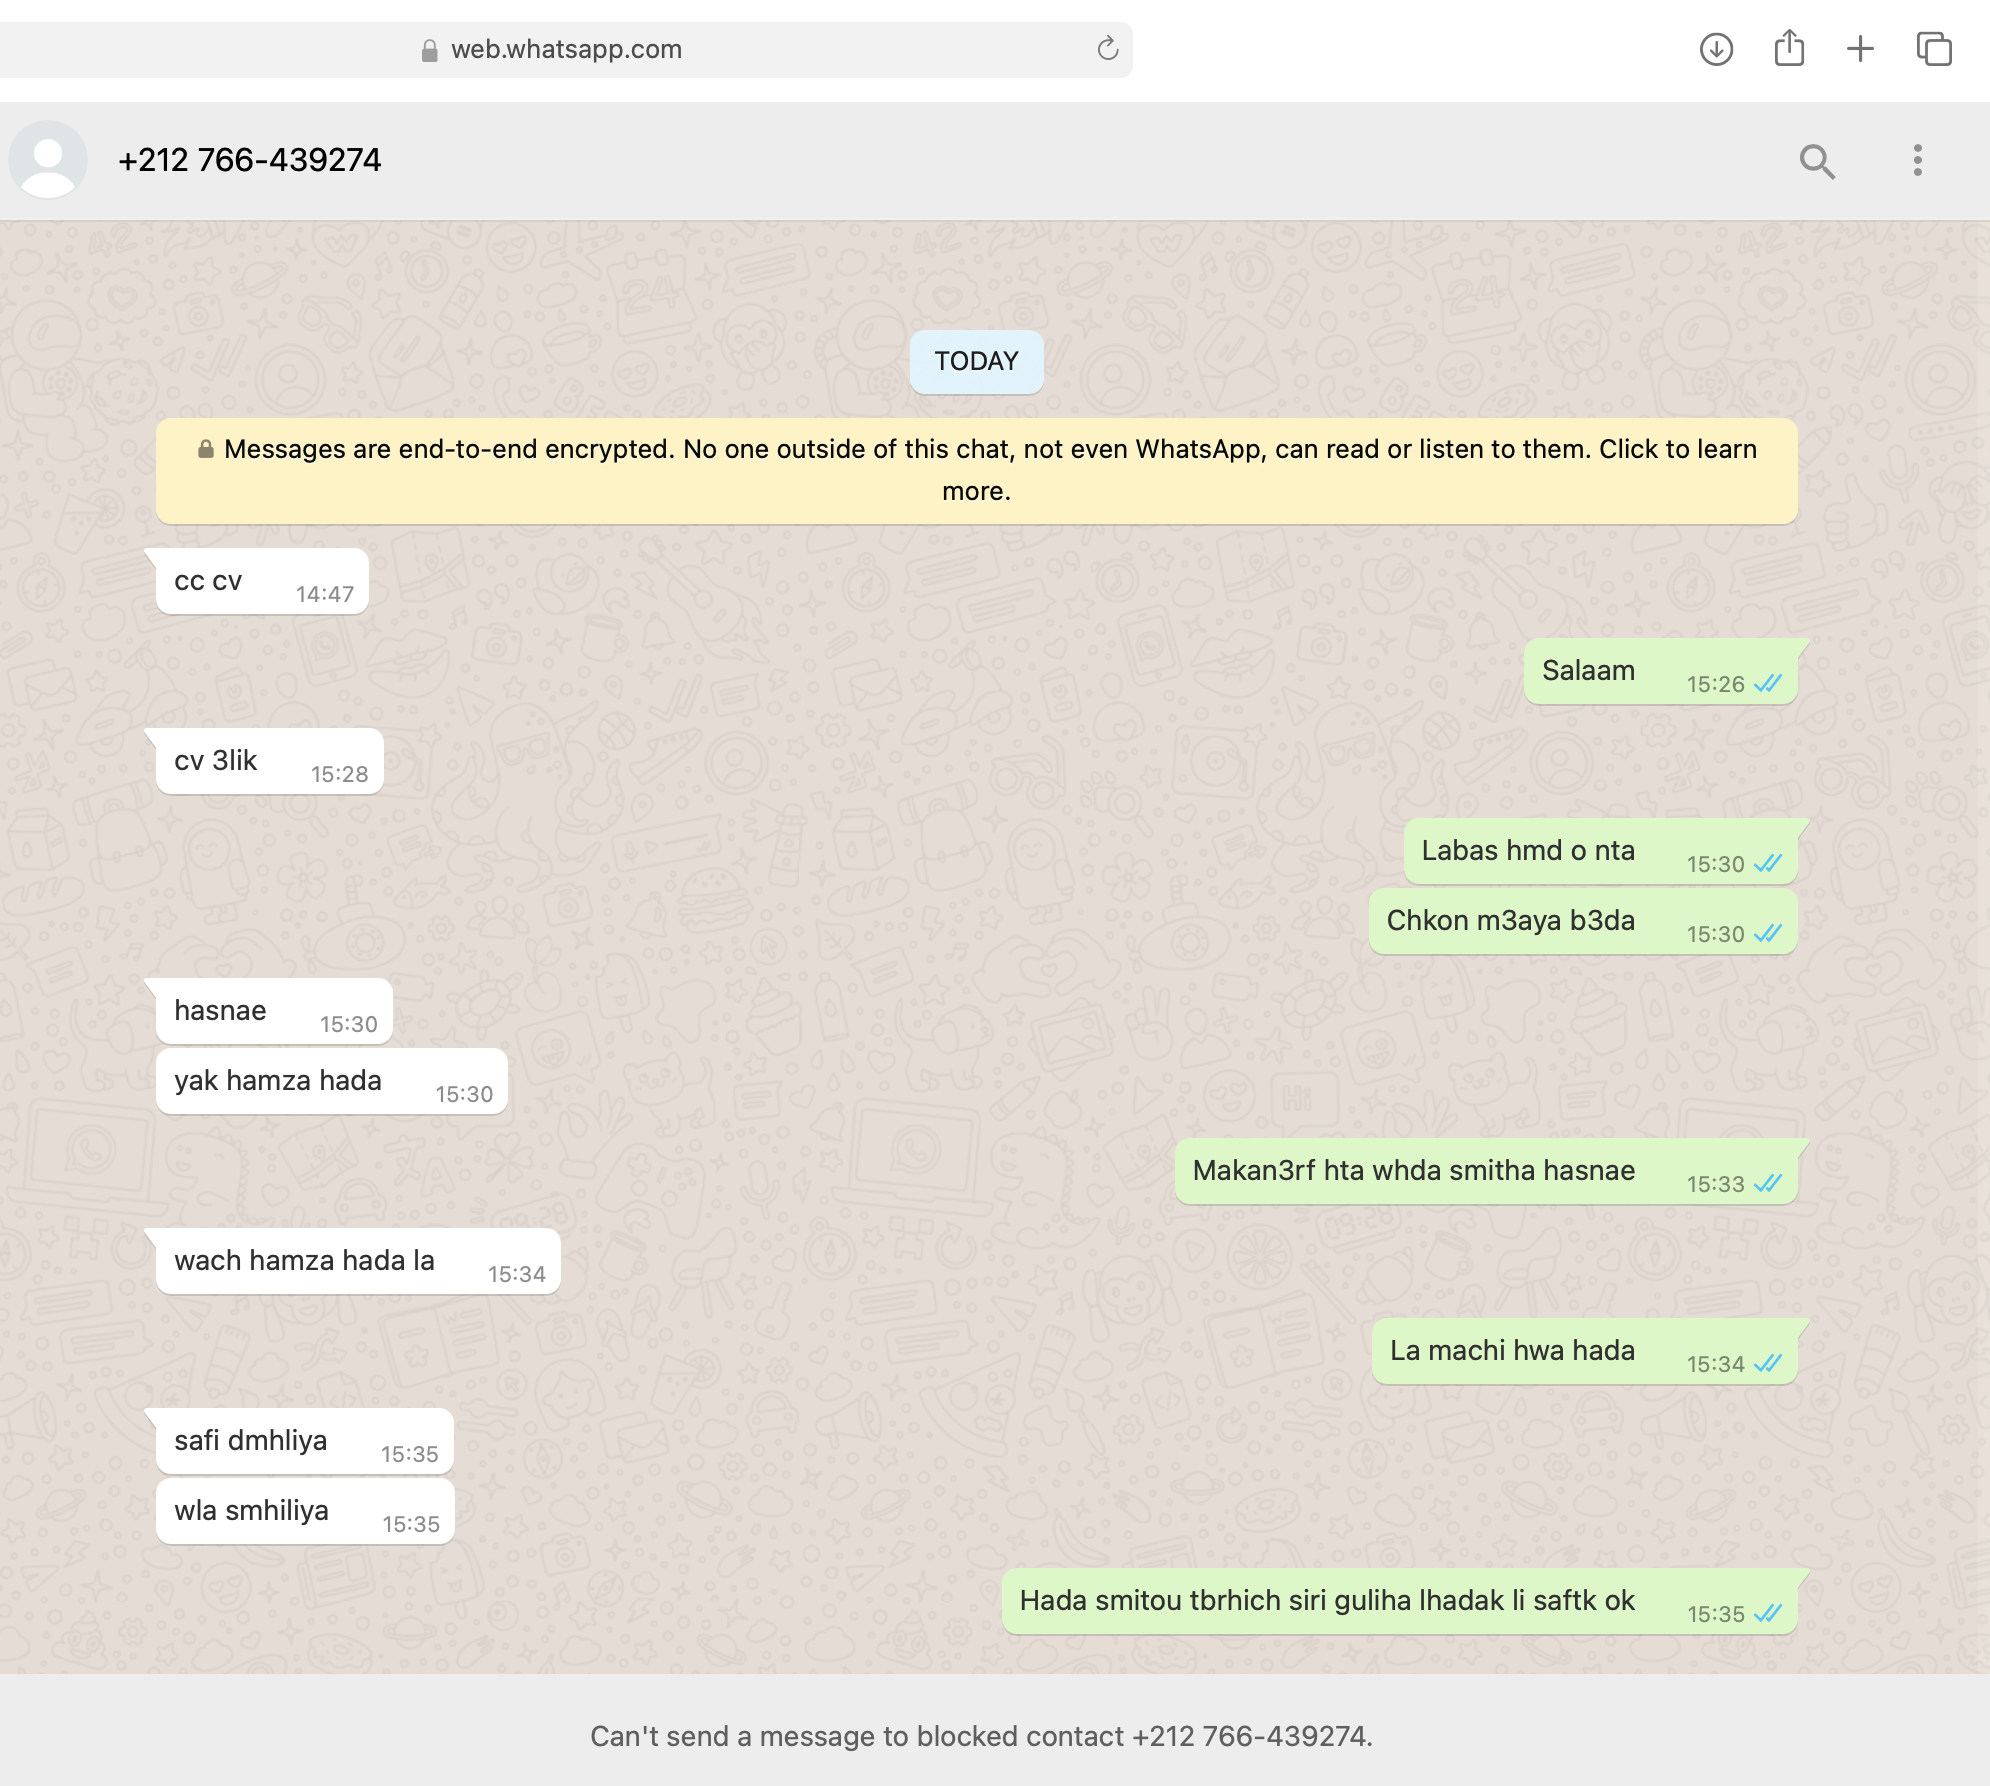 web.whatsapp.com
+212 766-439274
TODAY
Messages are end-to-end encrypted. No one outside of this chat, not even WhatsApp, can read or listen to them. Click to learn
more.
cc cv 14:47
Salaam 15:26
cv 3lik 15:28
Labas hmd o nta 15:30
Chkon m3aya b3da 15:30
hasnae 15:30
yak hamza hada 15:30
Makan3rf hta whda smitha hasnae 15:33
wach hamza hada la 15:34
La machi hwa hada 15:34
safi dmhliya 15:35
wla smhiliya 15:35
Hada smitou tbrhich siri guliha lhadak li saftk ok 15:35
Can't send a message to blocked contact +212 766-439274.